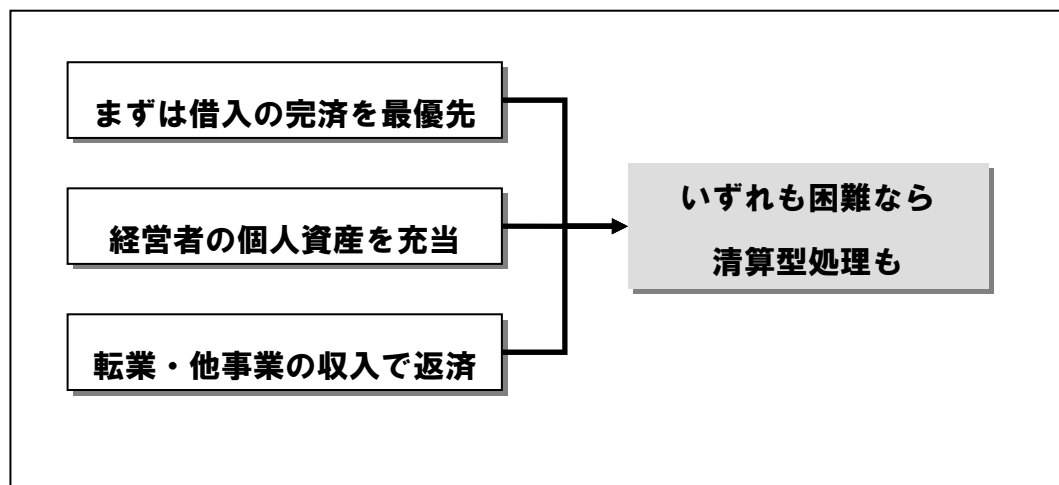 まずは借入の完済を最優先
経営者の個人資産を充当
転業・他事業の収入で返済
いずれも困難なら
清算型処理も